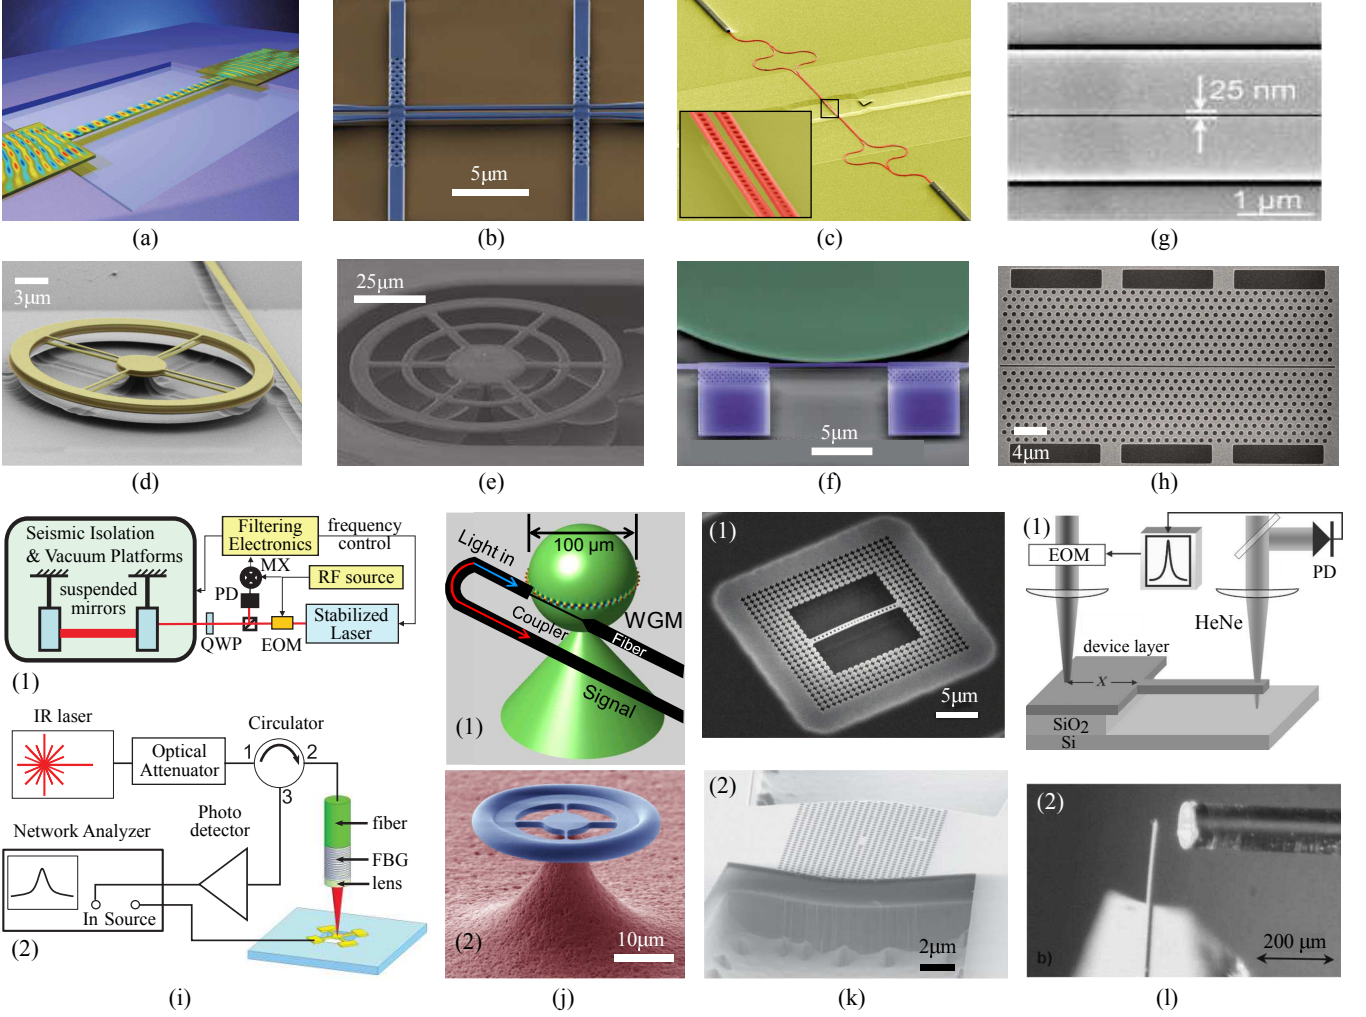 5μm
25 nm
1 μm
(a)
(b)
(c)
(g)
3μm
25μm
5μm
4μm
(d)
(e)
(f)
(h)
(1)
Seismic Isolation
& Vacuum Platforms
suspended
mirrors
Filtering
Electronics
frequency
control
MX
RF source
PD
Stabilized
Laser
QWP
EOM
(2)
IR laser
Optical
Attenuator
Circulator
1
2
3
Photo
detector
Network Analyzer
In Source
fiber
FBG
lens
(i)
(1)
100 μm
Light in
WGM
Coupler
Fiber
Signal
(2)
10μm
(j)
(1)
5μm
(2)
2μm
(k)
(1)
EOM
PD
HeNe
device layer
x
SiO2
Si
(2)
200 μm
b)
(l)